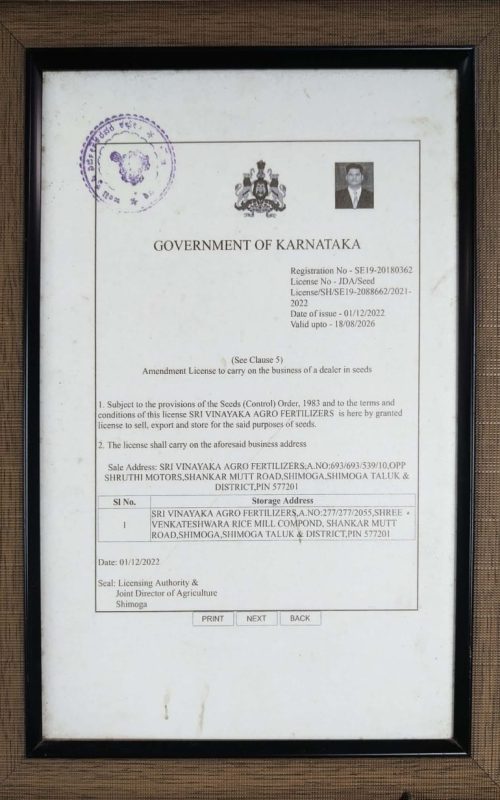 GOVERNMENT OF KARNATAKA
Registration No - SE19-20180362
License No - JDA/Seed
License/SH/SE19-2088662/2021-
2022
Date of issue - 01/12/2022
Valid upto - 18/08/2026
(See Clause 5)
Amendment License to carry on the business of a dealer in seeds
1. Subject to the provisions of the Seeds (Control) Order, 1983 and to the terms and
conditions of this license SRI VINAYAKA AGRO FERTILIZERS is here by granted
license to sell, export and store for the said purposes of seeds.
2. The license shall carry on the aforesaid business address
Sale Address: SRI VINAYAKA AGRO FERTILIZERS,A.NO:693/693/539/10,OPP
SHRUTHI MOTORS,SHANKAR MUTT ROAD,SHIMOGA,SHIMOGA TALUK &
DISTRICT,PIN 577201
Sl No. Storage Address
1 SRI VINAYAKA AGRO FERTILIZERS,A.NO:277/277/2055,SHREE
VENKATESHWARA RICE MILL COMPOND, SHANKAR MUTT
ROAD,SHIMOGA,SHIMOGA TALUK & DISTRICT,PIN 577201
Date: 01/12/2022
Seal: Licensing Authority &
Joint Director of Agriculture
Shimoga
PRINT NEXT BACK